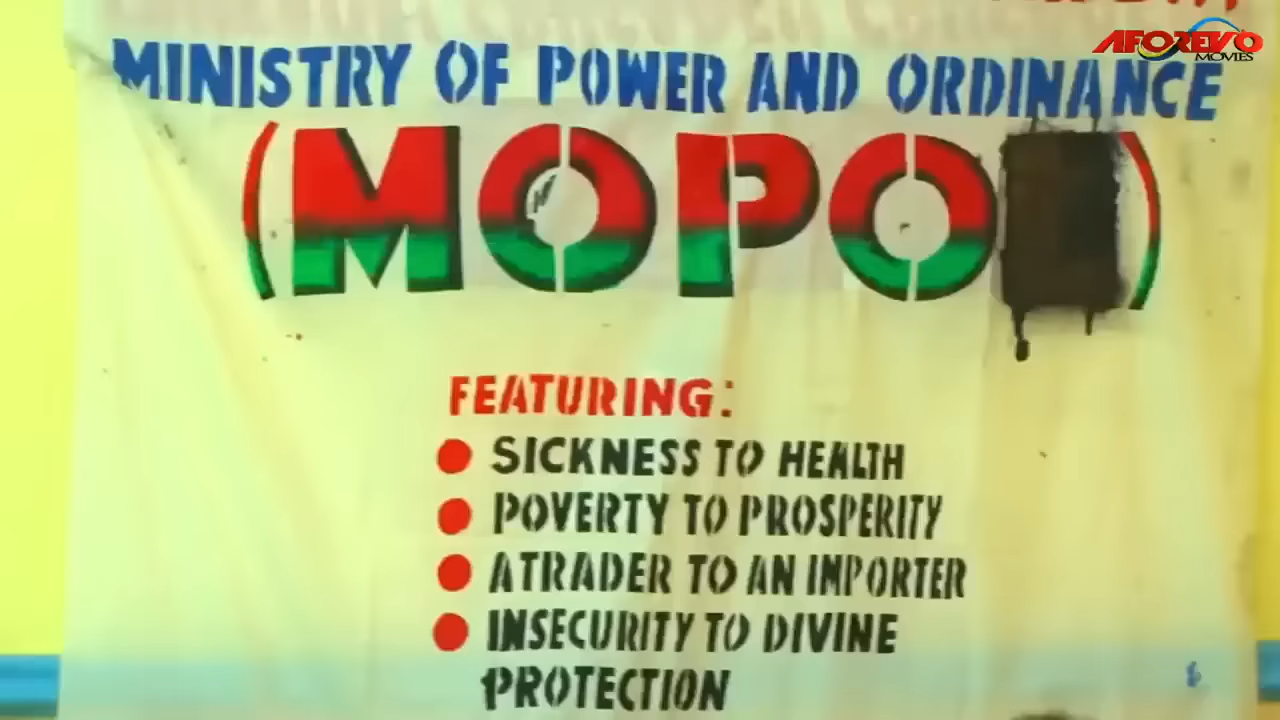 AFOREVO
MOVIES
MINISTRY OF POWER AND ORDINANCE
(MOPO )
FEATURING:
● SICKNESS TO HEALTH
● POVERTY TO PROSPERITY
● ATRADER TO AN IMPORTER
● INSECURITY TO DIVINE
PROTECTION